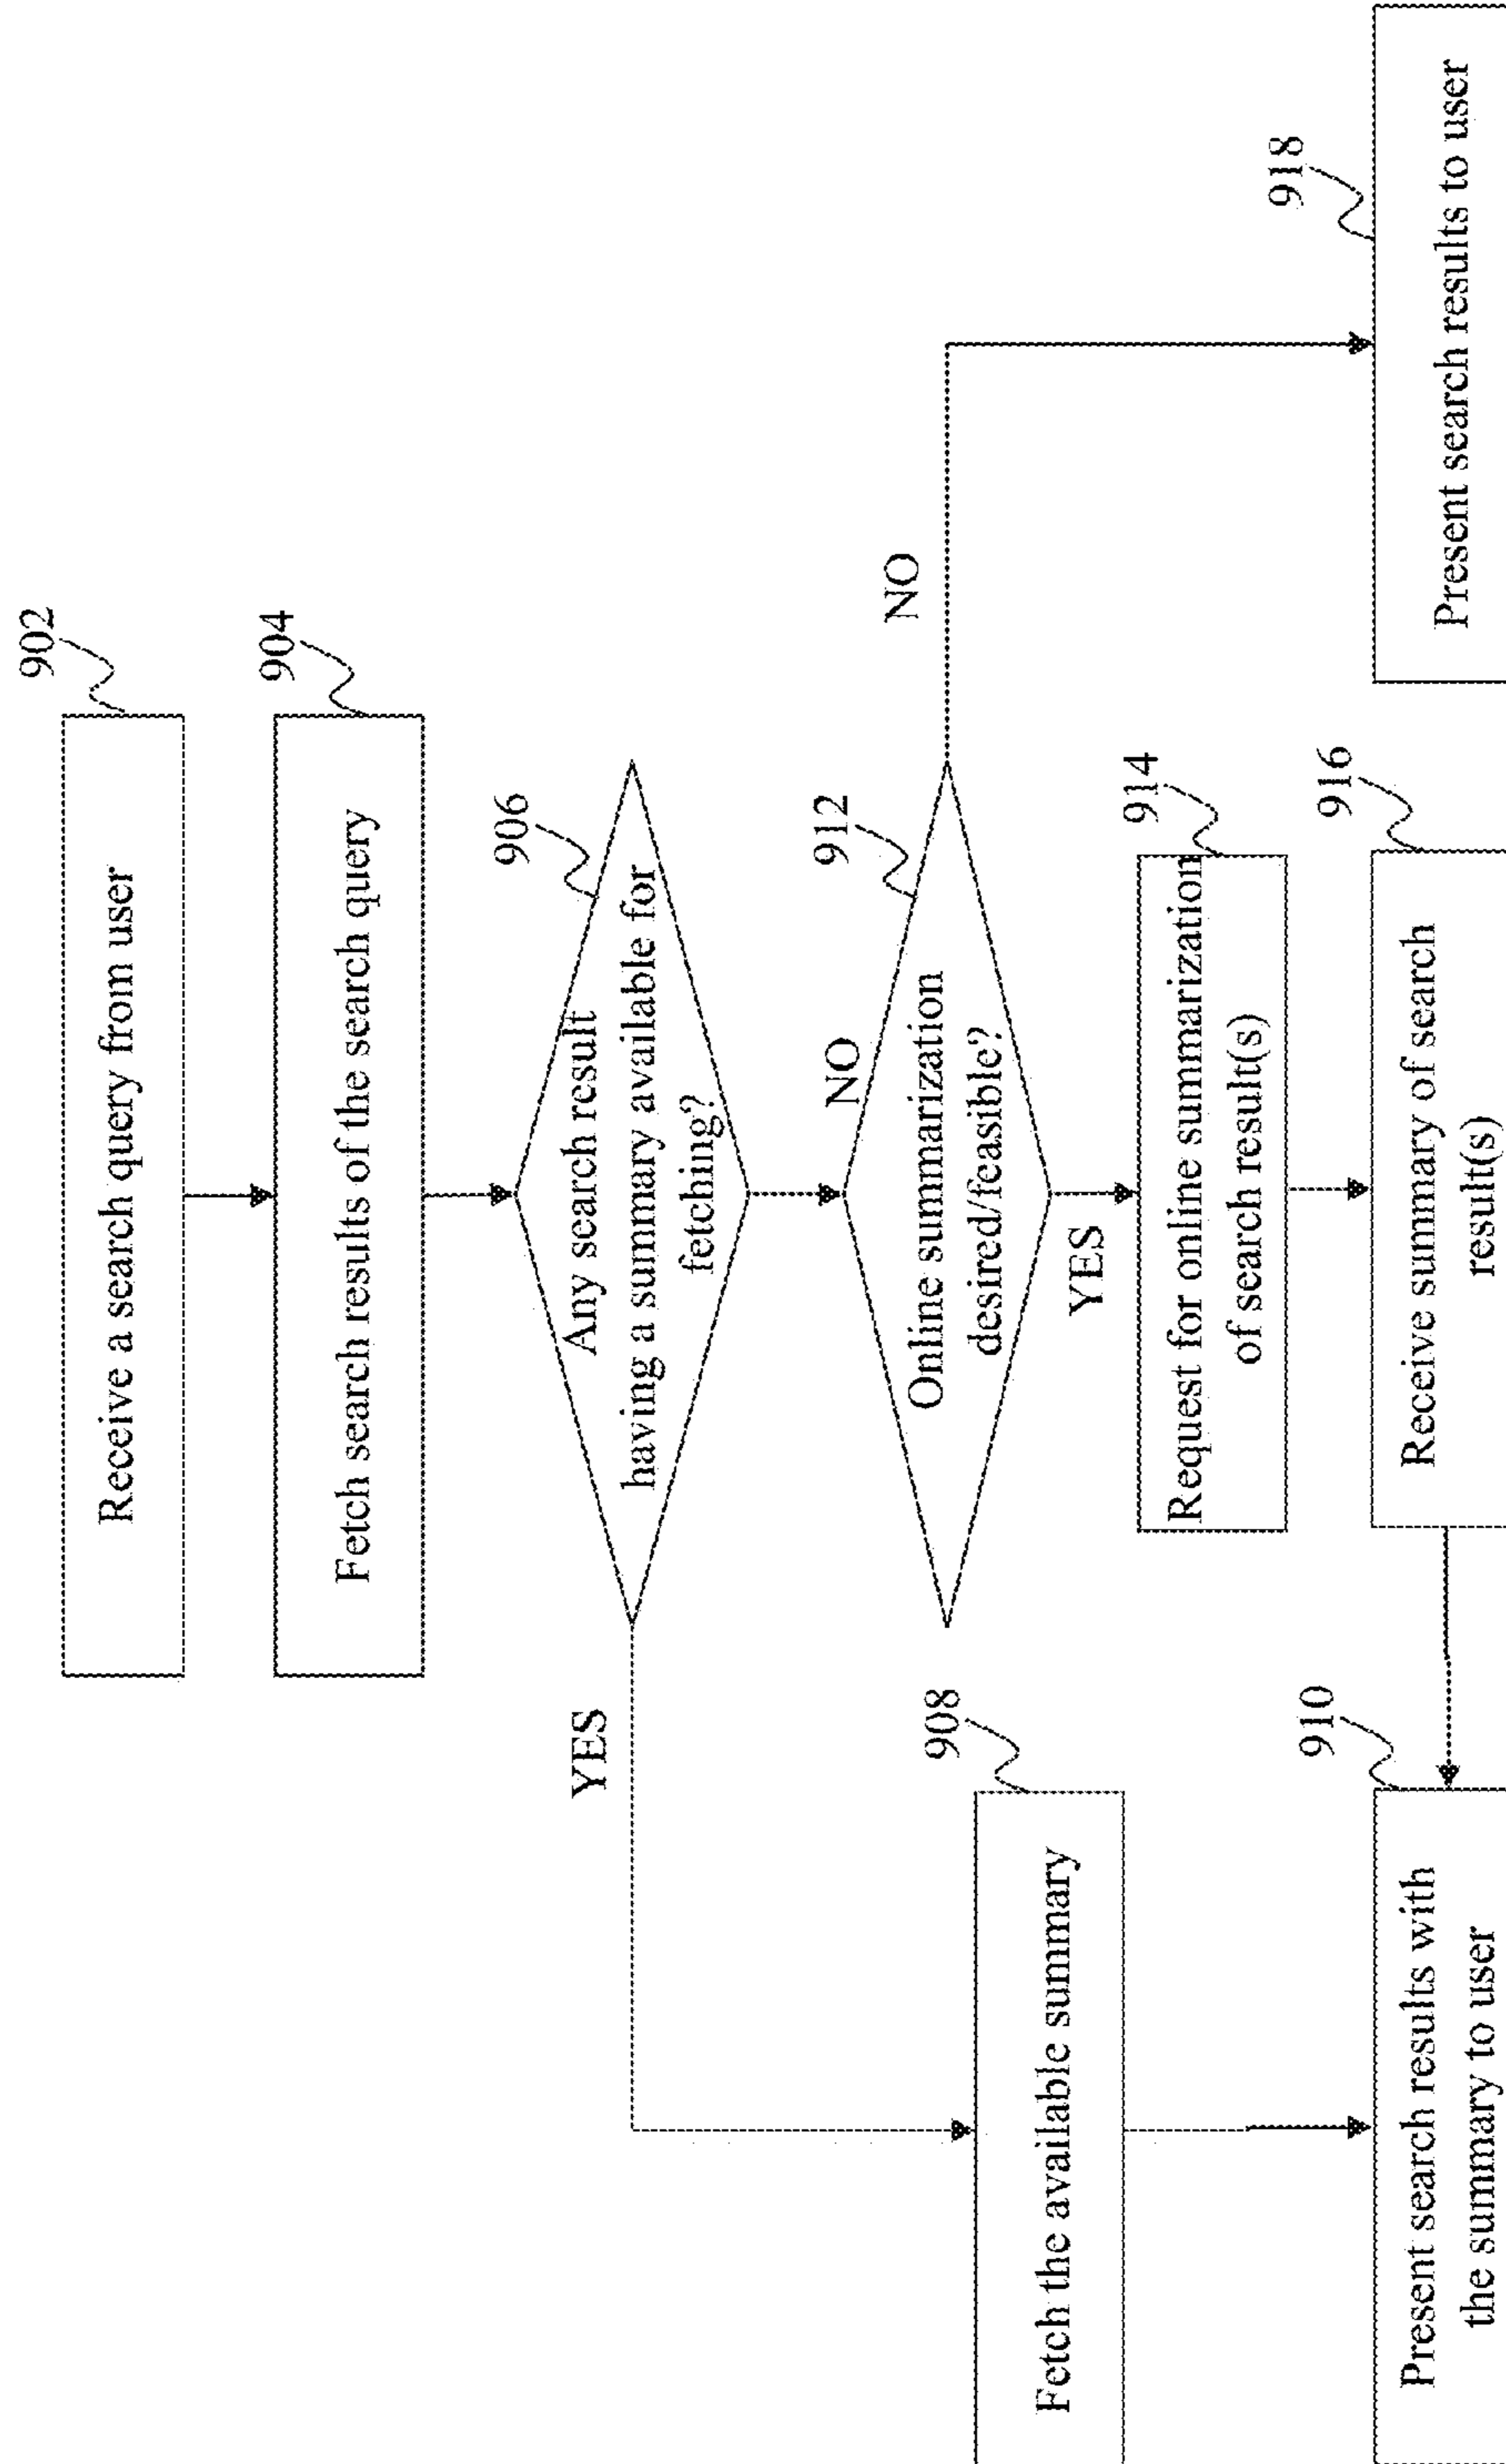 902
Receive a search query from user
904
Fetch search results of the search query
906
Any search result
having a summary available for
fetching?
YES
NO
912
Online summarization
desired/feasible?
NO
YES
908
Fetch the available summary
914
Request for online summarization
of search result(s)
910
Present search results with
the summary to user
916
Receive summary of search
result(s)
918
Present search results to user